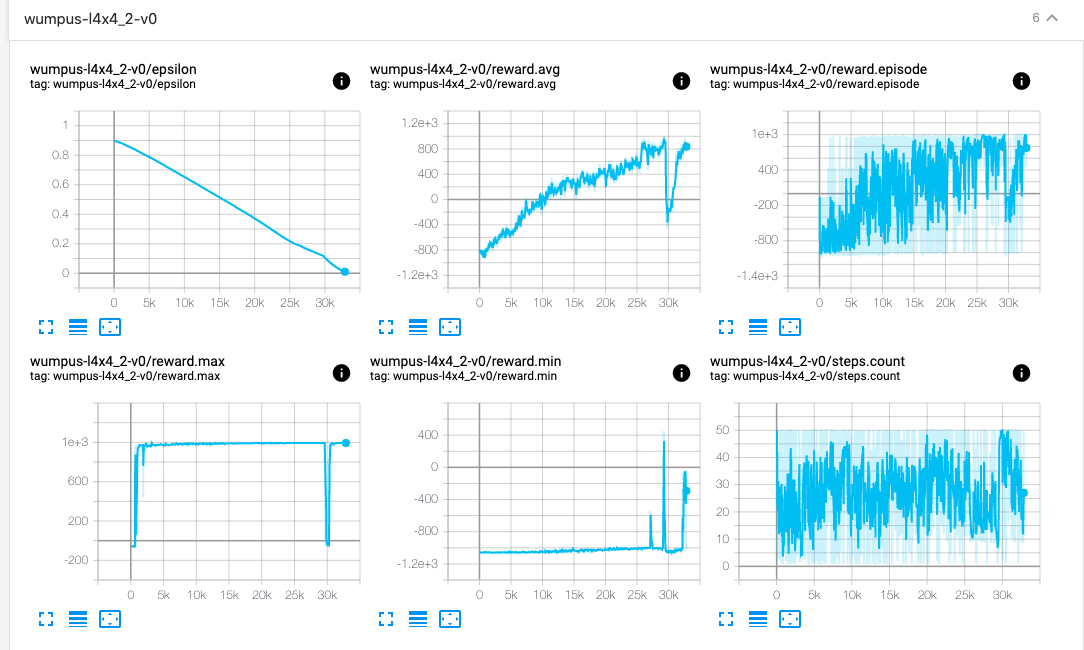 wumpus-l4x4_2-v0
6
wumpus-l4x4_2-v0/epsilon
tag: wumpus-l4x4_2-v0/epsilon
1
0.8
0.6
0.4
0.2
0
0 5k 10k 15k 20k 25k 30k
wumpus-l4x4_2-v0/reward.avg
tag: wumpus-l4x4_2-v0/reward.avg
1.2e+3
800
400
0
-400
-800
-1.2e+3
0 5k 10k 15k 20k 25k 30k
wumpus-l4x4_2-v0/reward.episode
tag: wumpus-l4x4_2-v0/reward.episode
1e+3
400
-200
-800
-1.4e+3
0 5k 10k 15k 20k 25k 30k
wumpus-l4x4_2-v0/reward.max
tag: wumpus-l4x4_2-v0/reward.max
1e+3
600
200
-200
0 5k 10k 15k 20k 25k 30k
wumpus-l4x4_2-v0/reward.min
tag: wumpus-l4x4_2-v0/reward.min
400
0
-400
-800
-1.2e+3
0 5k 10k 15k 20k 25k 30k
wumpus-l4x4_2-v0/steps.count
tag: wumpus-l4x4_2-v0/steps.count
50
40
30
20
10
0
0 5k 10k 15k 20k 25k 30k